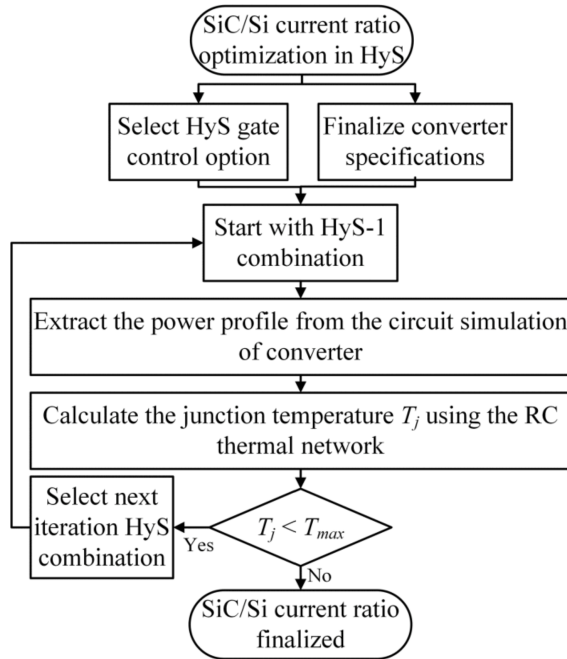 SiC/Si current ratio
optimization in HyS
Select HyS gate
control option
Finalize converter
specifications
Start with HyS-1
combination
Extract the power profile from the circuit simulation
of converter
Calculate the junction temperature Tj using the RC
thermal network
Select next
iteration HyS
combination
Yes
Tj < Tmax
No
SiC/Si current ratio
finalized